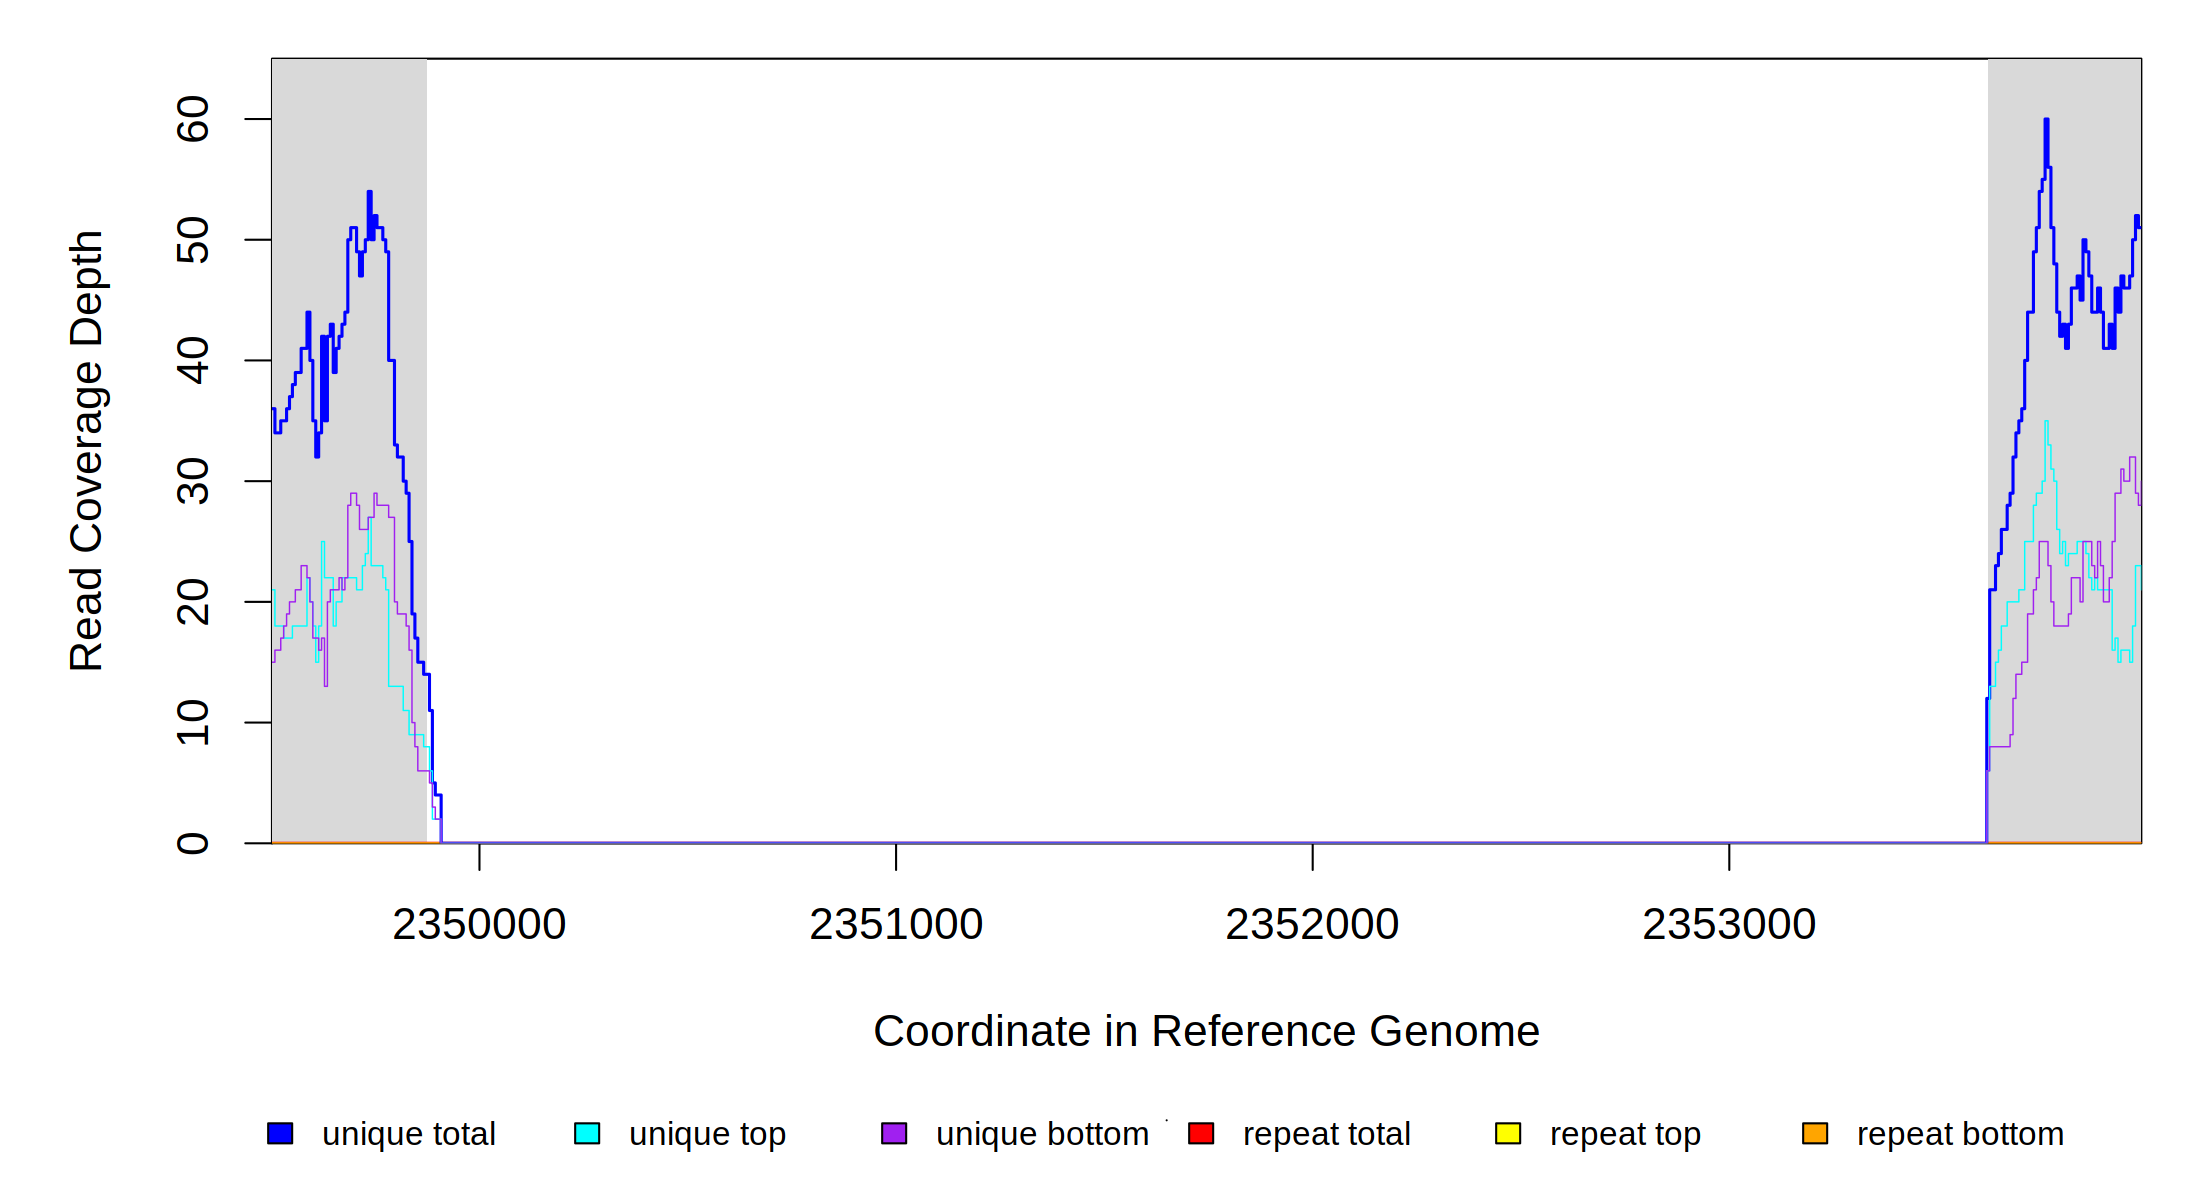 Read Coverage Depth
60
50
40
30
20
10
0
2350000 2351000 2352000 2353000
Coordinate in Reference Genome
unique total unique top unique bottom repeat total repeat top repeat bottom